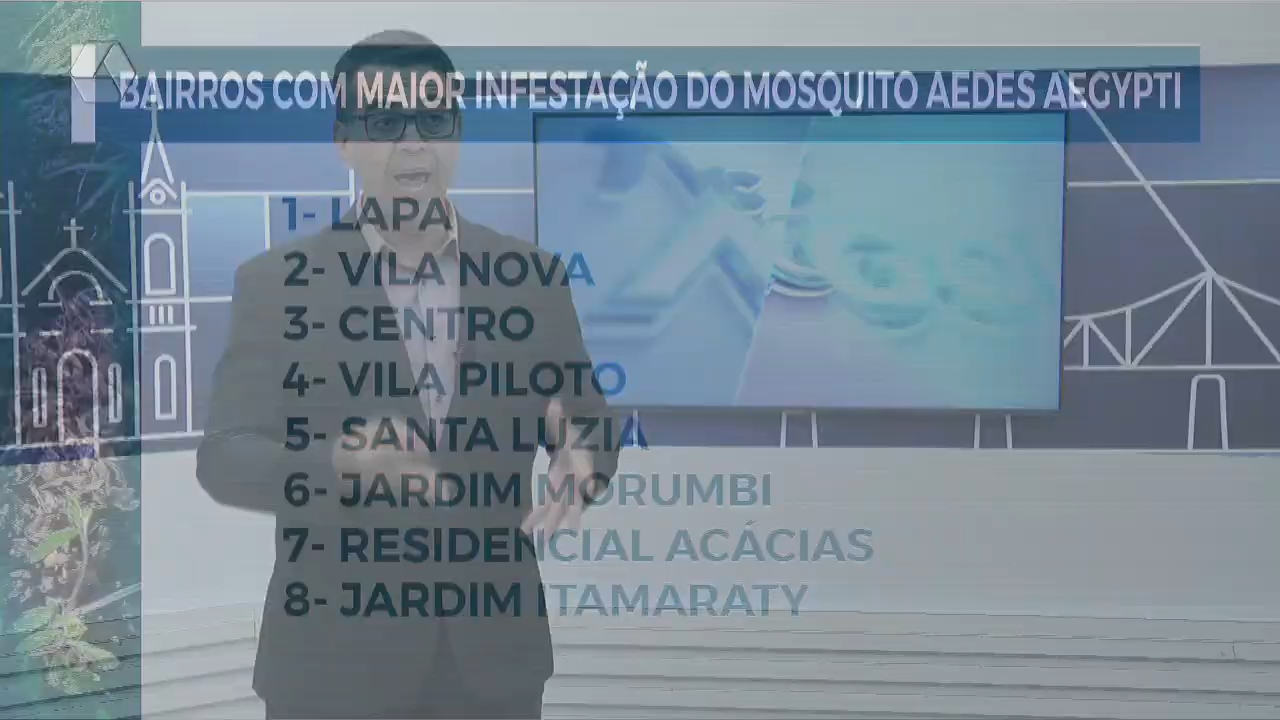 BAIRROS COM MAIOR INFESTAÇÃO DO MOSQUITO AEDES AEGYPTI
1- LAPA
2- VILA NOVA
3- CENTRO
4- VILA PILOTO
5- SANTA LUZIA
6- JARDIM MORUMBI
7- RESIDENCIAL ACÁCIAS
8- JARDIM ITAMARATY